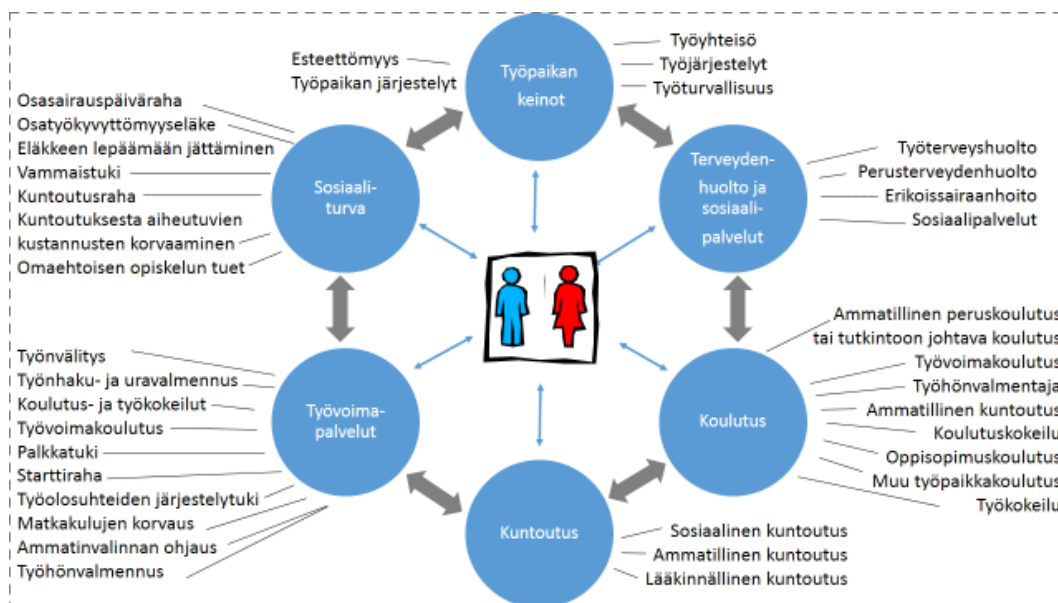 Esteettömyys
Työpaikan järjestelyt
Työpaikan
keinot
Työyhteisö
Työjärjestelyt
Työturvallisuus
Osasairauspäiväraha
Osatyökyvyttömyyseläke
Eläkkeen lepäämään jättäminen
Vammaistuki
Kuntoutusraha
Kuntoutuksesta aiheutuvien
kustannusten korvaaminen
Omaehtoisen opiskelun tuet
Sosiaali-
turva
Terveyden-
huolto ja
sosiaali-
palvelut
Työterveyshuolto
Perusterveydenhuolto
Erikoissairaanhoito
Sosiaalipalvelut
Työnvälitys
Työnhaku- ja uravalmennus
Koulutus- ja työkokeilut
Työvoimakoulutus
Palkkatuki
Starttiraha
Työolosuhteiden järjestelytuki
Matkakulujen korvaus
Ammatinvalinnan ohjaus
Työhönvalmennus
Työvoima-
palvelut
Koulutus
Ammatillinen peruskoulutus
tai tutkintoon johtava koulutus
Työvoimakoulutus
Työhönvalmentaja
Ammatillinen kuntoutus
Koulutuskokeilu
Oppisopimuskoulutus
Muu työpaikkakoulutus
Työkokeilu
Kuntoutus
Sosiaalinen kuntoutus
Ammatillinen kuntoutus
Lääkinnällinen kuntoutus